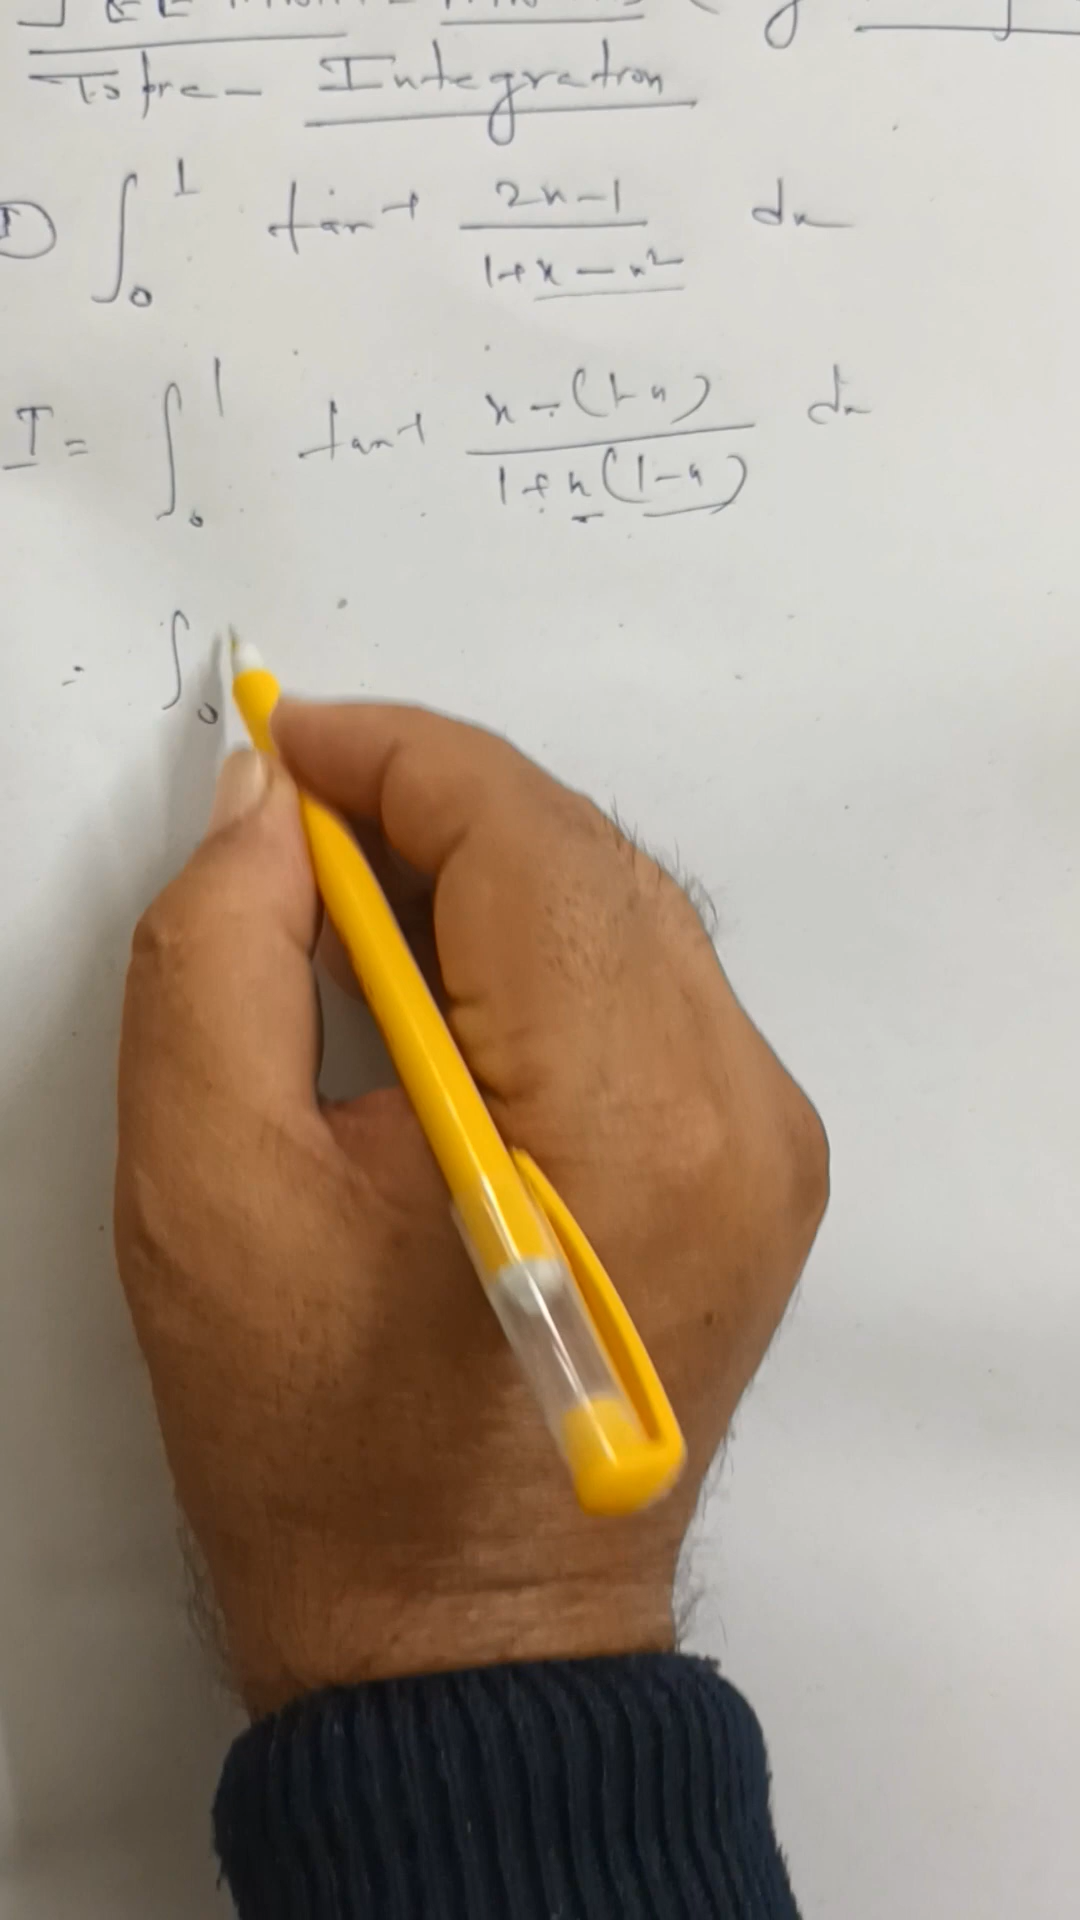 Topic - Integration
① ∫₀¹ tan⁻¹ (2x-1)/(1+x-x²) dx
I = ∫₀¹ tan⁻¹ (x-(1-x))/(1+x(1-x)) dx
= ∫₀